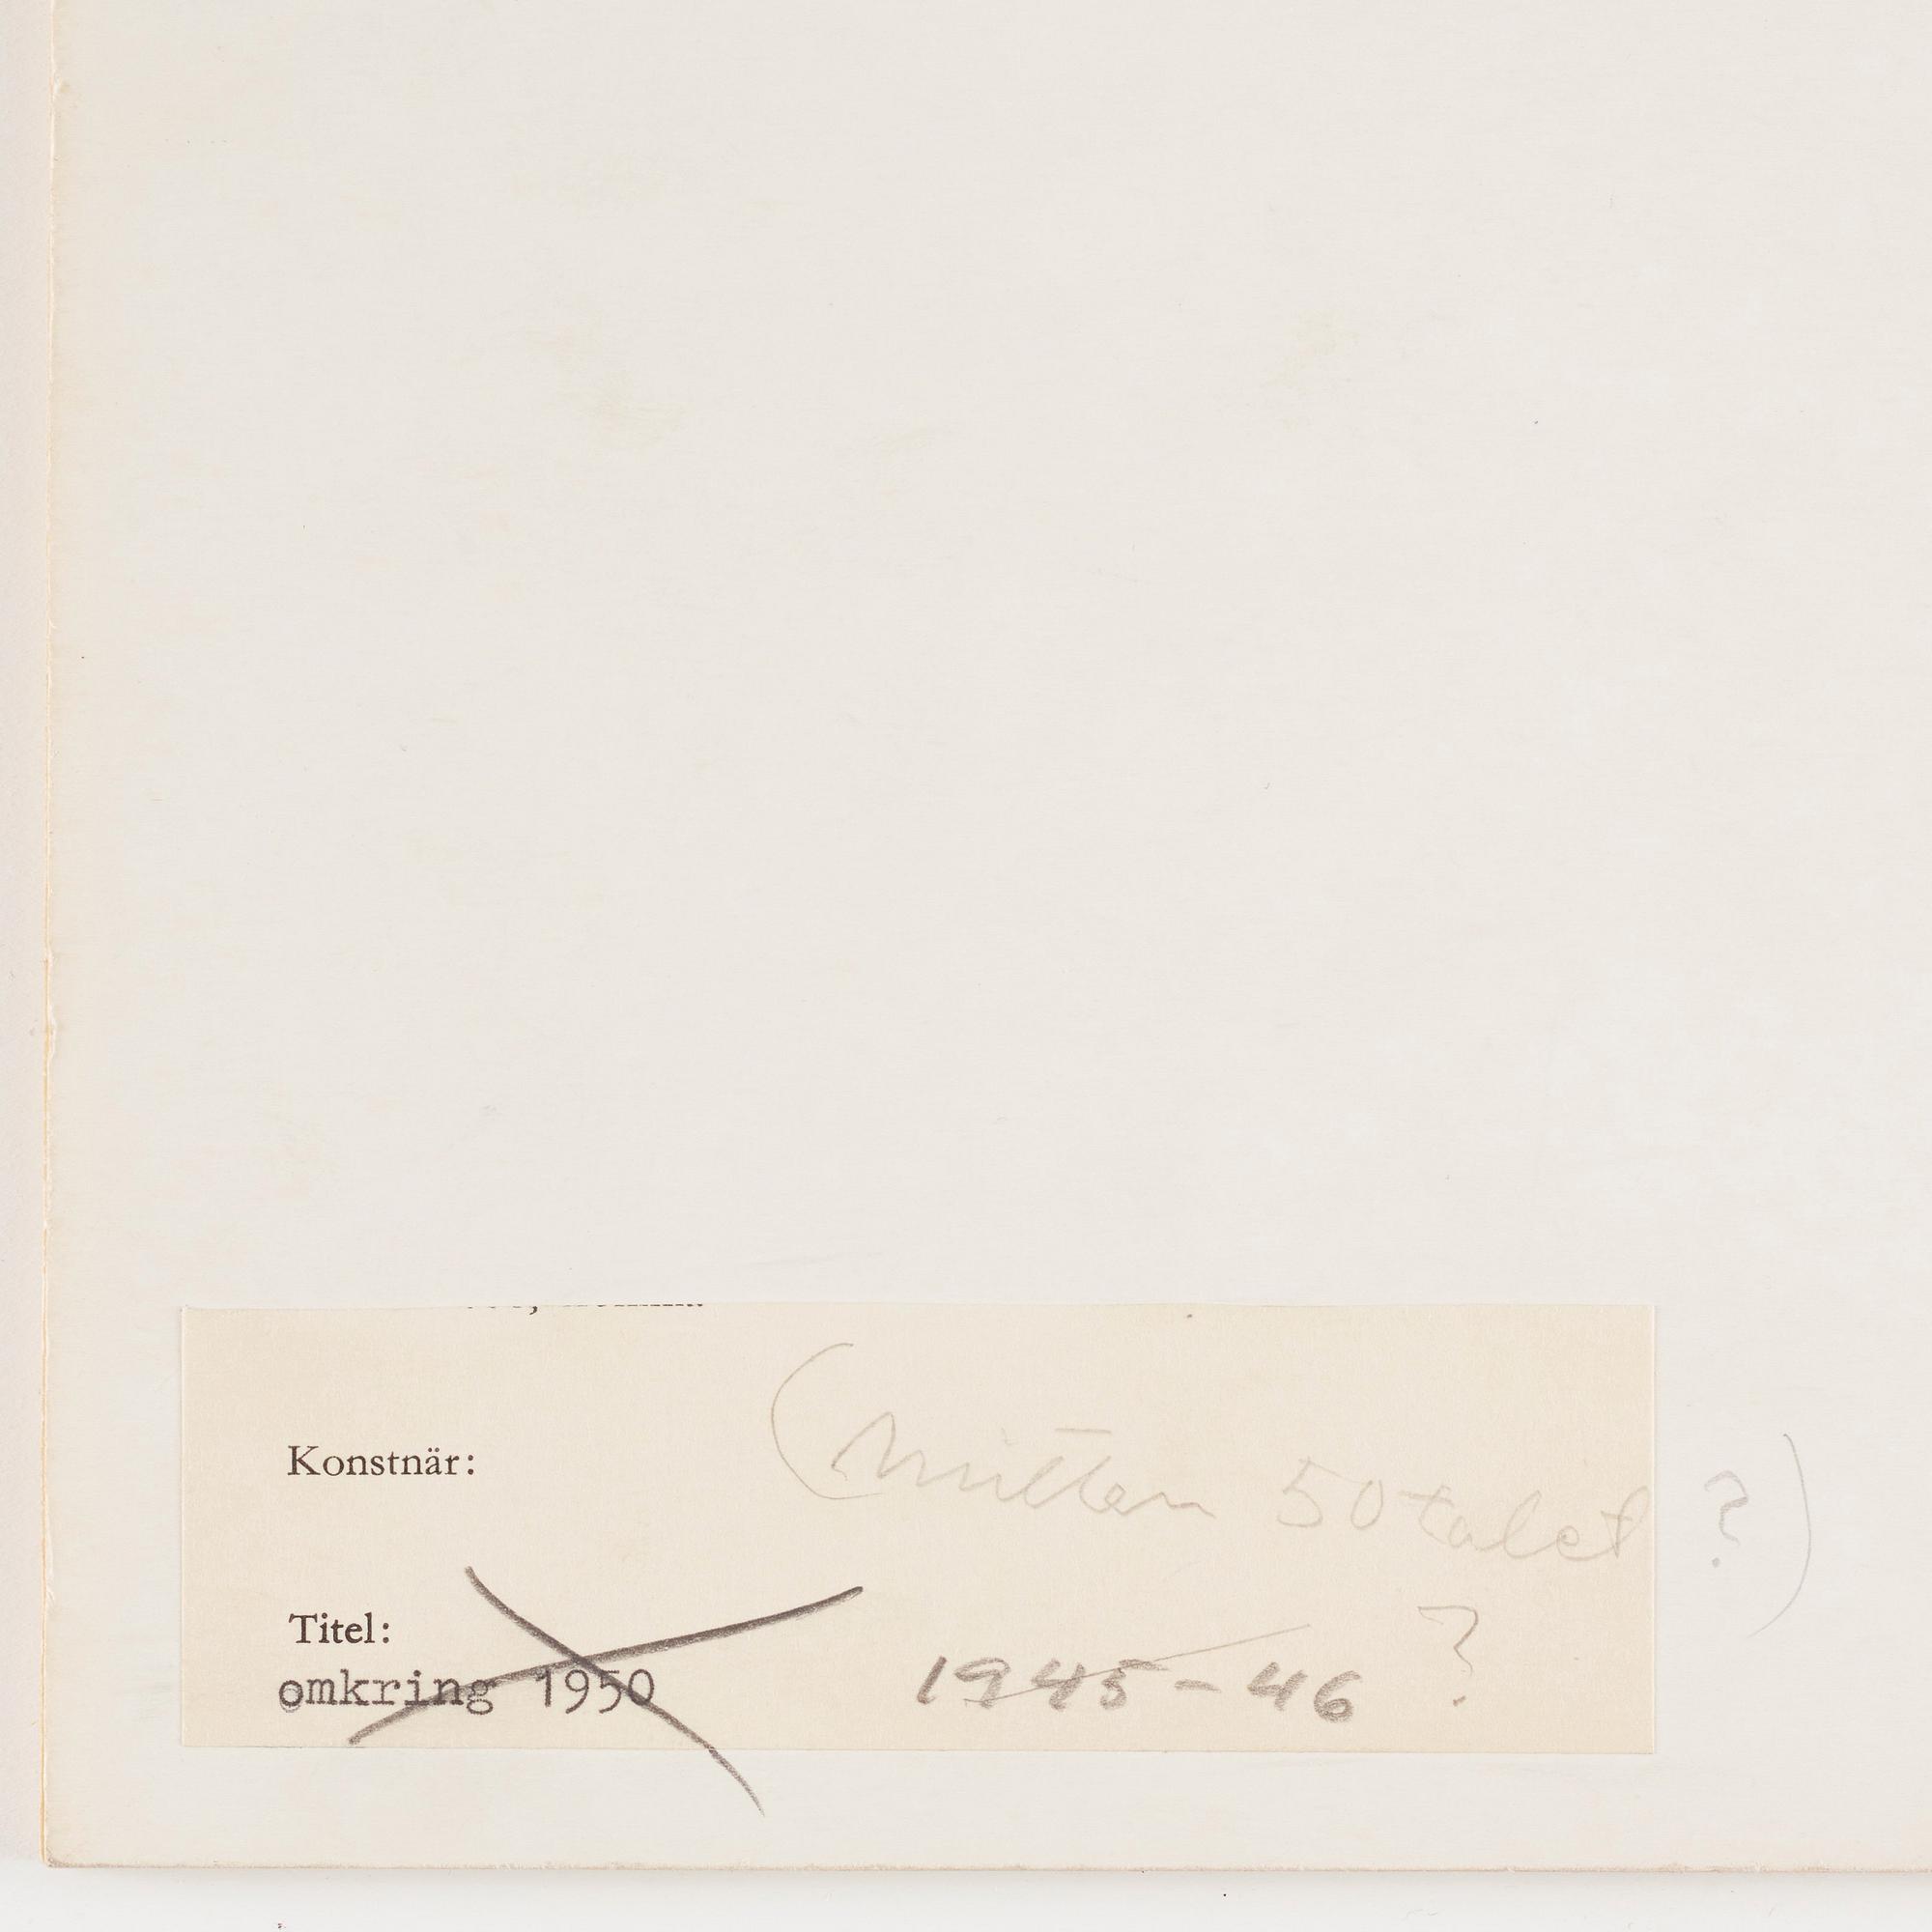 Konstnär:
(mitten 50talet ?)
Titel:
omkring 1950
1945-46 ?